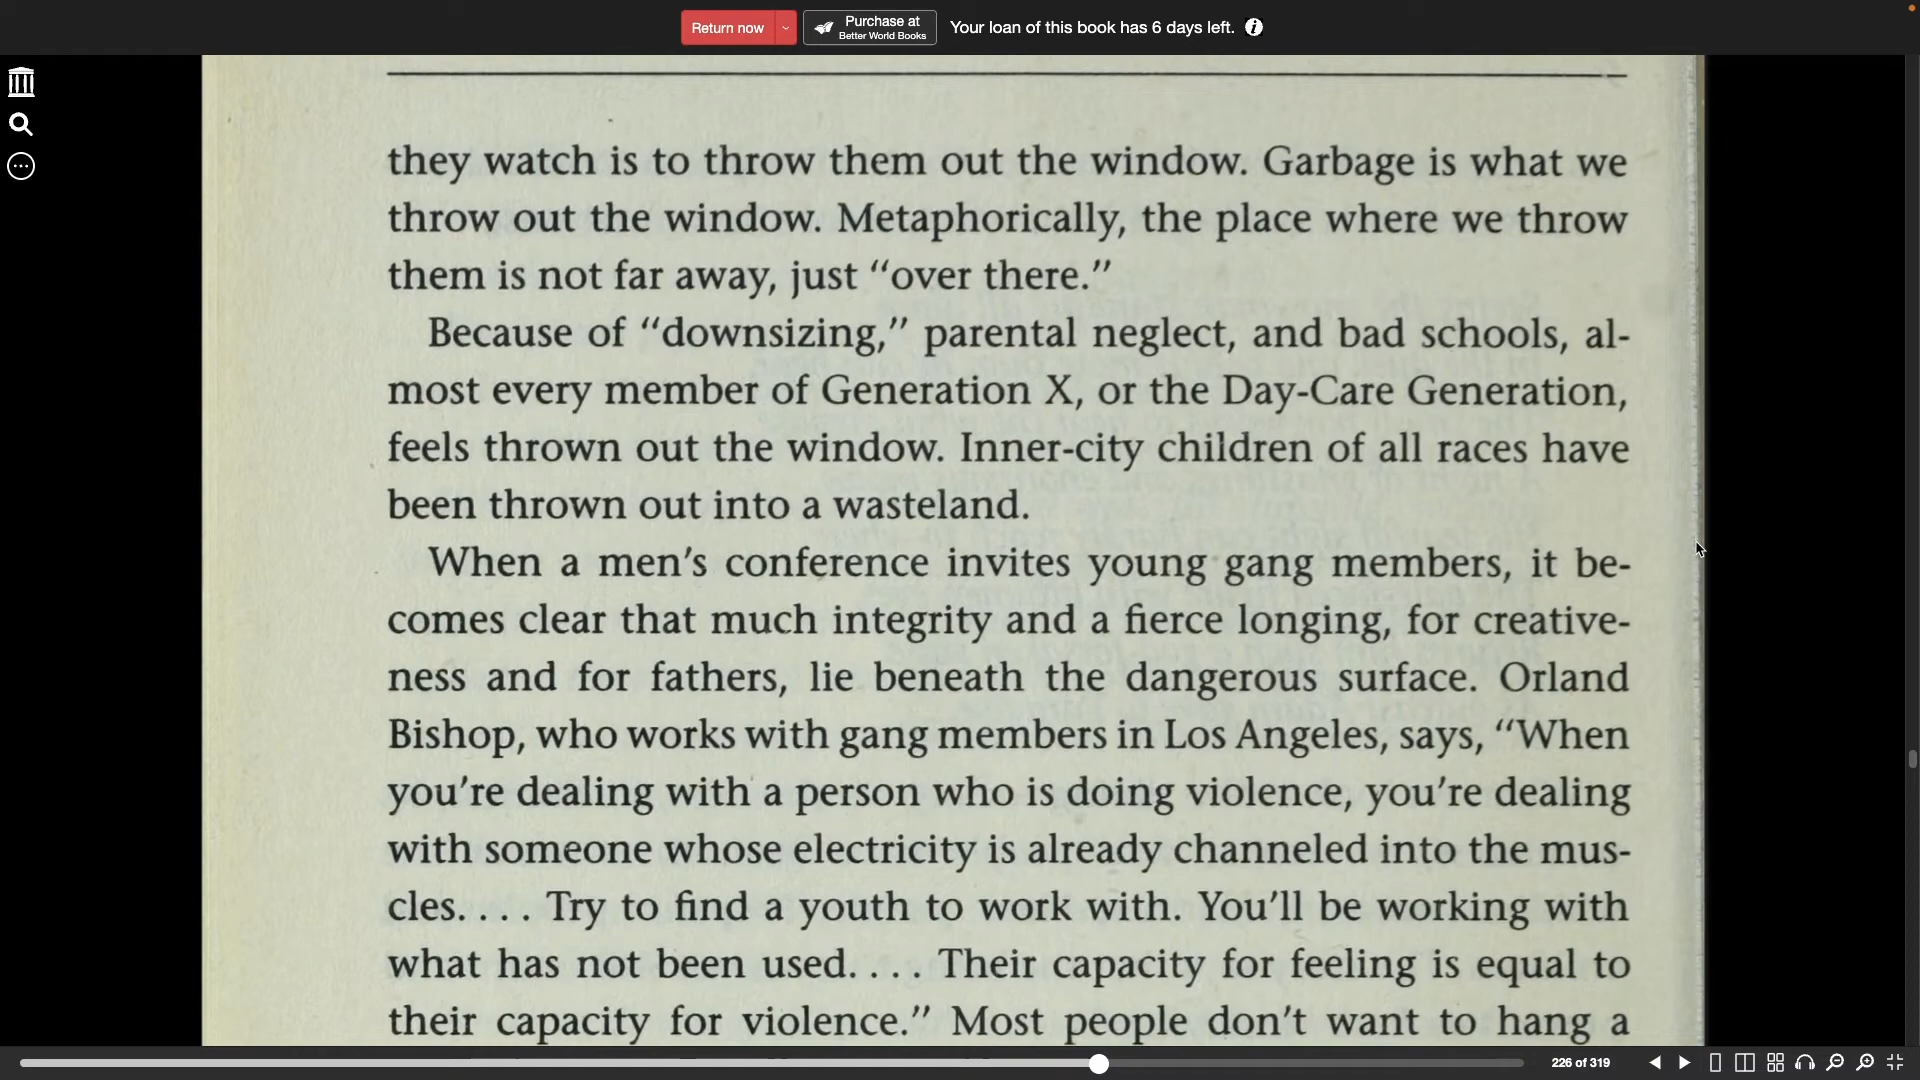 Return now
Purchase at
Better World Books
Your loan of this book has 6 days left.
they watch is to throw them out the window. Garbage is what we
throw out the window. Metaphorically, the place where we throw
them is not far away, just “over there.”
Because of “downsizing,” parental neglect, and bad schools, al-
most every member of Generation X, or the Day-Care Generation,
feels thrown out the window. Inner-city children of all races have
been thrown out into a wasteland.
When a men’s conference invites young gang members, it be-
comes clear that much integrity and a fierce longing, for creative-
ness and for fathers, lie beneath the dangerous surface. Orland
Bishop, who works with gang members in Los Angeles, says, “When
you’re dealing with a person who is doing violence, you’re dealing
with someone whose electricity is already channeled into the mus-
cles. . . . Try to find a youth to work with. You’ll be working with
what has not been used. . . . Their capacity for feeling is equal to
their capacity for violence.” Most people don’t want to hang a
226 of 319